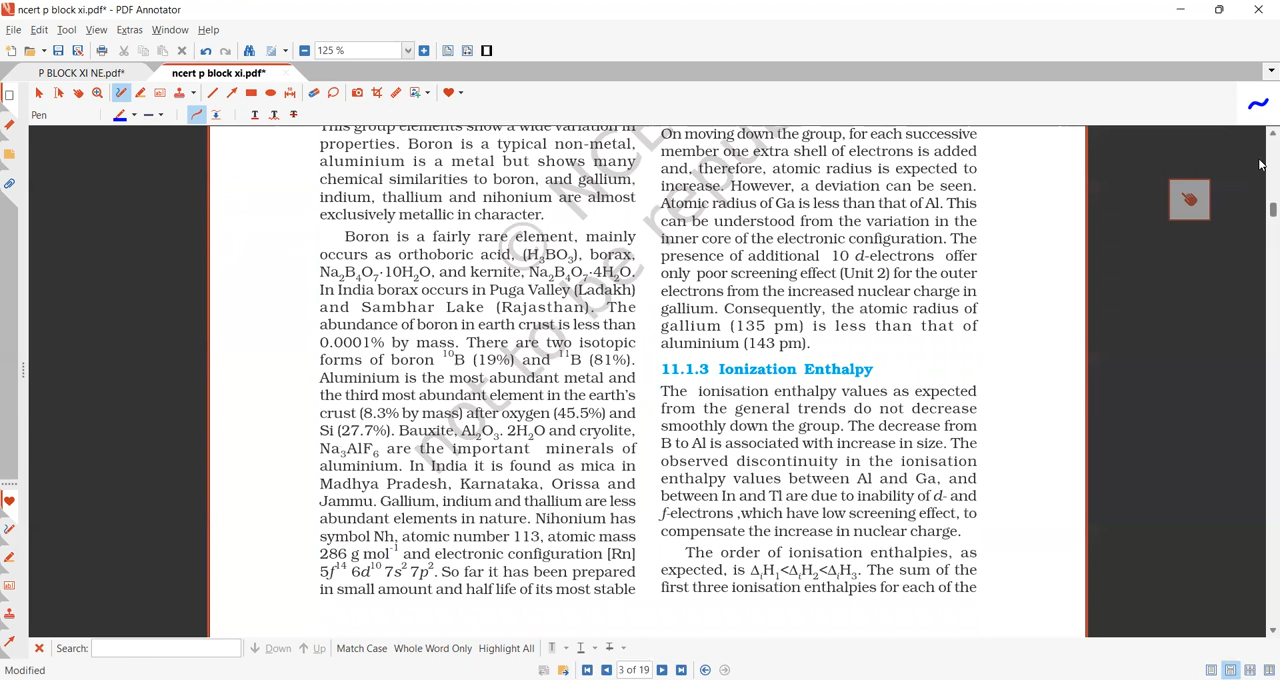 ncert p block xi.pdf* - PDF Annotator
File Edit Tool View Extras Window Help
125 %
P BLOCK XI NE.pdf*
ncert p block xi.pdf*
Pen
This group elements show a wide variation in
properties. Boron is a typical non-metal,
aluminium is a metal but shows many
chemical similarities to boron, and gallium,
indium, thallium and nihonium are almost
exclusively metallic in character.
Boron is a fairly rare element, mainly
occurs as orthoboric acid, (H₃BO₃), borax,
Na₂B₄O₇·10H₂O, and kernite, Na₂B₄O₇·4H₂O.
In India borax occurs in Puga Valley (Ladakh)
and Sambhar Lake (Rajasthan). The
abundance of boron in earth crust is less than
0.0001% by mass. There are two isotopic
forms of boron ¹⁰B (19%) and ¹¹B (81%).
Aluminium is the most abundant metal and
the third most abundant element in the earth's
crust (8.3% by mass) after oxygen (45.5%) and
Si (27.7%). Bauxite, Al₂O₃. 2H₂O and cryolite,
Na₃AlF₆ are the important minerals of
aluminium. In India it is found as mica in
Madhya Pradesh, Karnataka, Orissa and
Jammu. Gallium, indium and thallium are less
abundant elements in nature. Nihonium has
symbol Nh, atomic number 113, atomic mass
286 g mol⁻¹ and electronic configuration [Rn]
5f¹⁴ 6d¹⁰ 7s² 7p². So far it has been prepared
in small amount and half life of its most stable
On moving down the group, for each successive
member one extra shell of electrons is added
and, therefore, atomic radius is expected to
increase. However, a deviation can be seen.
Atomic radius of Ga is less than that of Al. This
can be understood from the variation in the
inner core of the electronic configuration. The
presence of additional 10 d-electrons offer
only poor screening effect (Unit 2) for the outer
electrons from the increased nuclear charge in
gallium. Consequently, the atomic radius of
gallium (135 pm) is less than that of
aluminium (143 pm).
11.1.3 Ionization Enthalpy
The ionisation enthalpy values as expected
from the general trends do not decrease
smoothly down the group. The decrease from
B to Al is associated with increase in size. The
observed discontinuity in the ionisation
enthalpy values between Al and Ga, and
between In and Tl are due to inability of d- and
f-electrons ,which have low screening effect, to
compensate the increase in nuclear charge.
The order of ionisation enthalpies, as
expected, is ΔᵢH₁<ΔᵢH₂<ΔᵢH₃. The sum of the
first three ionisation enthalpies for each of the
© NCE
not to be repu
Search: Down Up Match Case Whole Word Only Highlight All
3 of 19
Modified